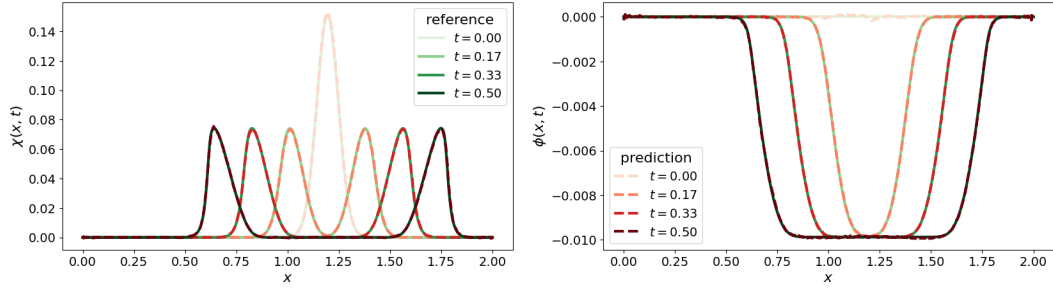 reference
t = 0.00
t = 0.17
t = 0.33
t = 0.50
χ(x, t)
0.14
0.12
0.10
0.08
0.06
0.04
0.02
0.00
0.00 0.25 0.50 0.75 1.00 1.25 1.50 1.75 2.00
x
prediction
t = 0.00
t = 0.17
t = 0.33
t = 0.50
ϕ(x, t)
0.000
−0.002
−0.004
−0.006
−0.008
−0.010
0.00 0.25 0.50 0.75 1.00 1.25 1.50 1.75 2.00
x